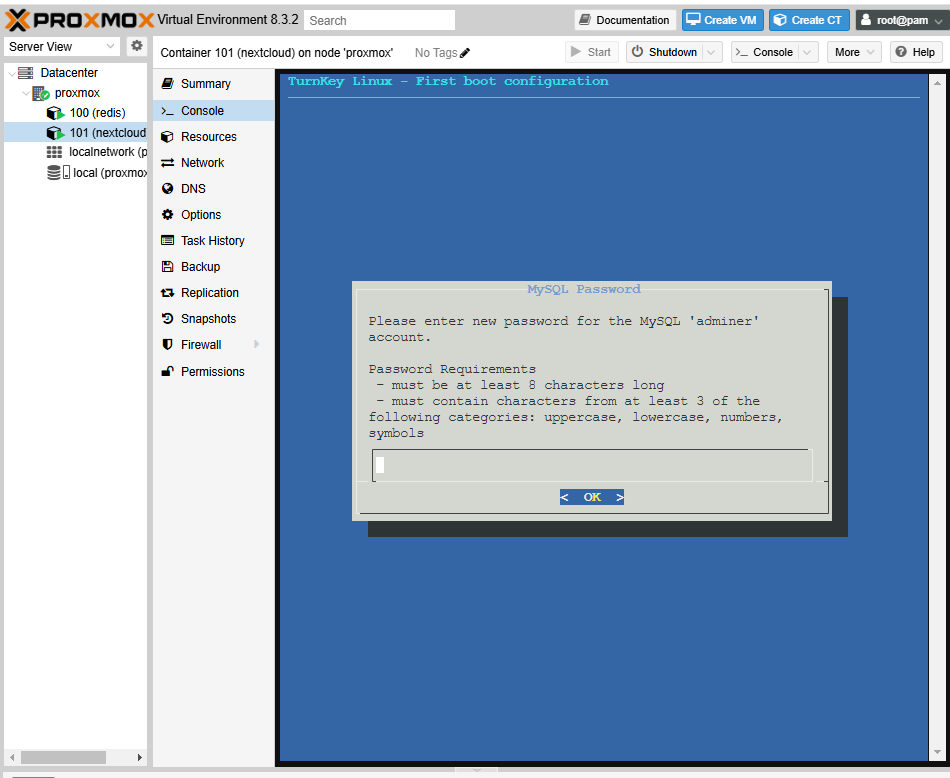 PROXMOX Virtual Environment 8.3.2 Search Documentation Create VM Create CT root@pam
Server View
Container 101 (nextcloud) on node 'proxmox' No Tags Start Shutdown >_ Console More Help
Datacenter
proxmox
100 (redis)
101 (nextcloud
localnetwork (p
local (proxmox
Summary
>_ Console
Resources
Network
DNS
Options
Task History
Backup
Replication
Snapshots
Firewall
Permissions
TurnKey Linux - First boot configuration
MySQL Password
Please enter new password for the MySQL 'adminer'
account.
Password Requirements
- must be at least 8 characters long
- must contain characters from at least 3 of the
following categories: uppercase, lowercase, numbers,
symbols
< OK >